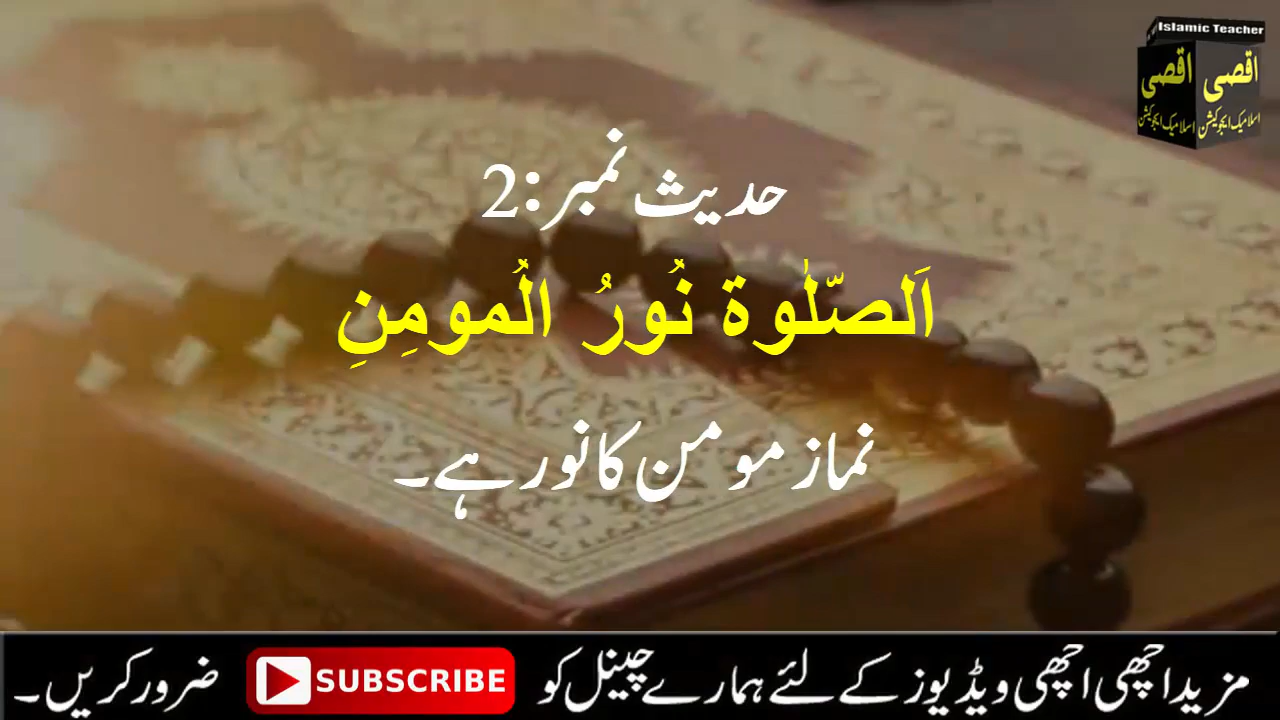 Islamic Teacher
اقصی اقصی
اسلامیک ایجوکیشن اسلامیک ایجوکیشن
حدیث نمبر:2
اَلصّلٰوة نُورُ الُمومِنِ
نماز مومن کا نور ہے۔
مزید اچھی اچھی ویڈیوز کے لئے ہمارے چینل کو SUBSCRIBE ضرور کریں۔